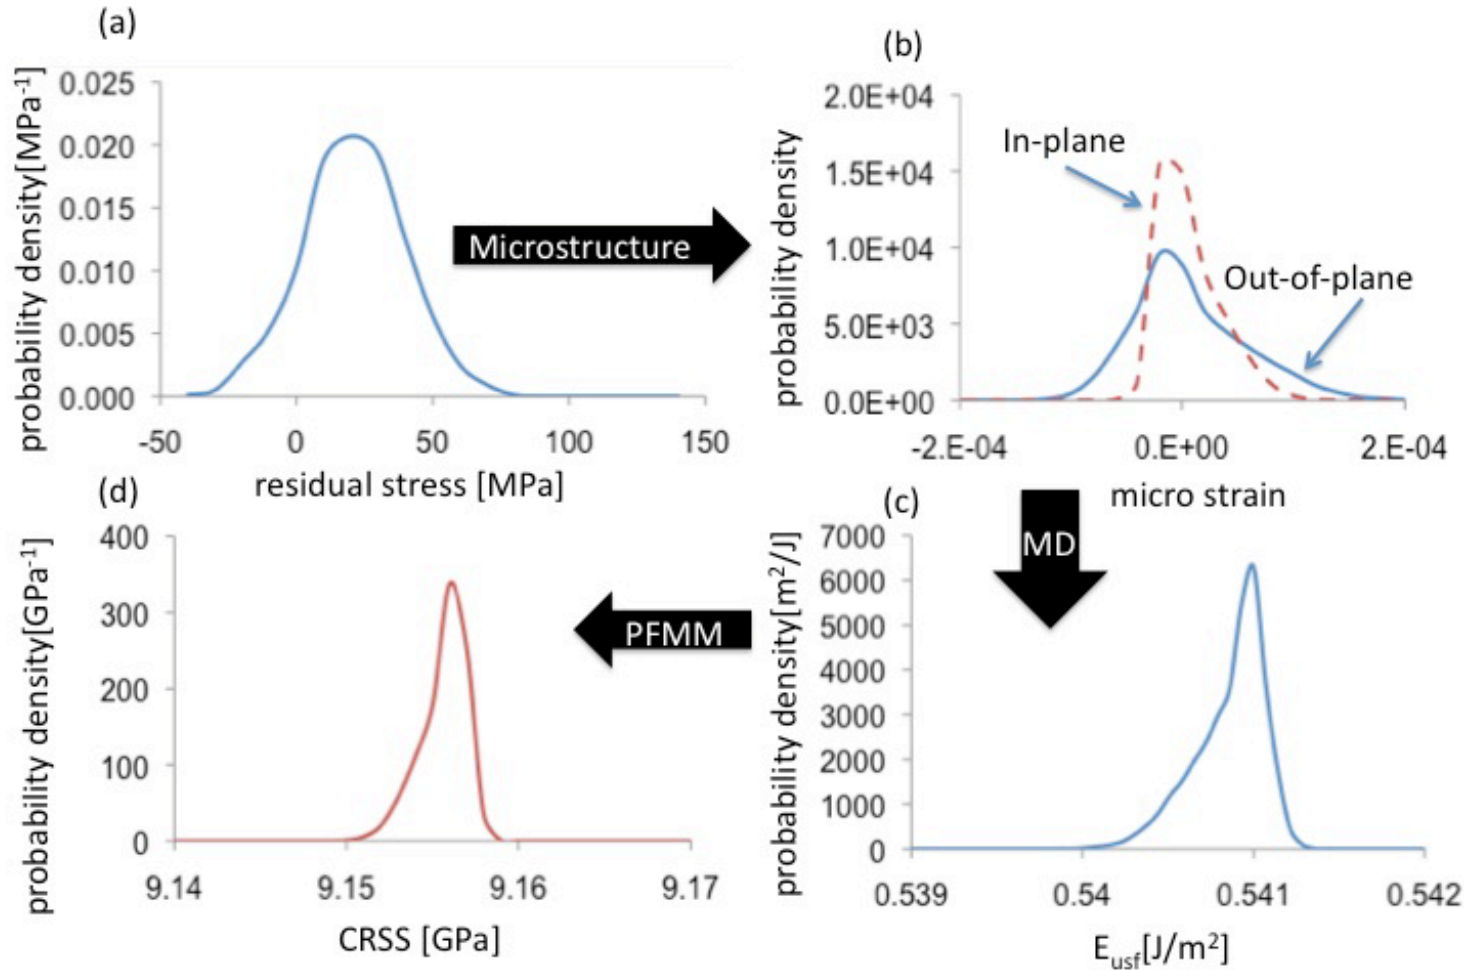 (a)
probability density[MPa⁻¹]
0.025
0.020
0.015
0.010
0.005
0.000
-50 0 50 100 150
residual stress [MPa]
Microstructure
(b)
probability density
2.0E+04
1.5E+04
1.0E+04
5.0E+03
0.0E+00
In-plane
Out-of-plane
-2.E-04 0.E+00 2.E-04
micro strain
MD
(c)
probability density[m²/J]
7000
6000
5000
4000
3000
2000
1000
0
0.539 0.54 0.541 0.542
E_usf[J/m²]
PFMM
(d)
probability density[GPa⁻¹]
400
300
200
100
0
9.14 9.15 9.16 9.17
CRSS [GPa]